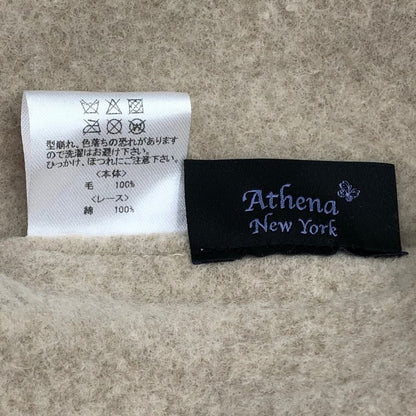 型崩れ、色落ちの恐れがあります
ので洗濯はお避け下さい。
ひっかけ、ほつれにご注意下さい。
〈本体〉
毛 100%
〈レース〉
綿 100%
Athena
New York